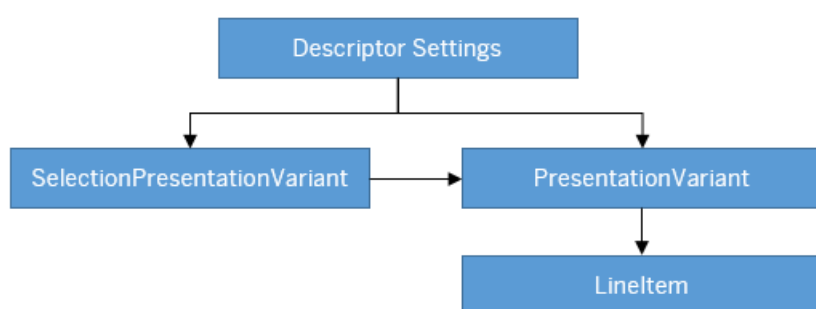 Descriptor Settings
SelectionPresentationVariant
PresentationVariant
LineItem